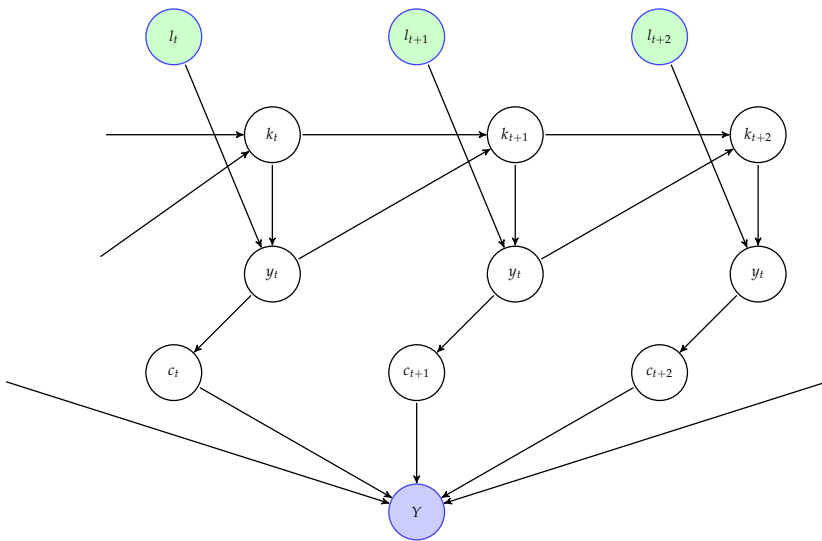 l_t l_{t+1} l_{t+2}
k_t k_{t+1} k_{t+2}
y_t y_t y_t
c_t c_{t+1} c_{t+2}
Y